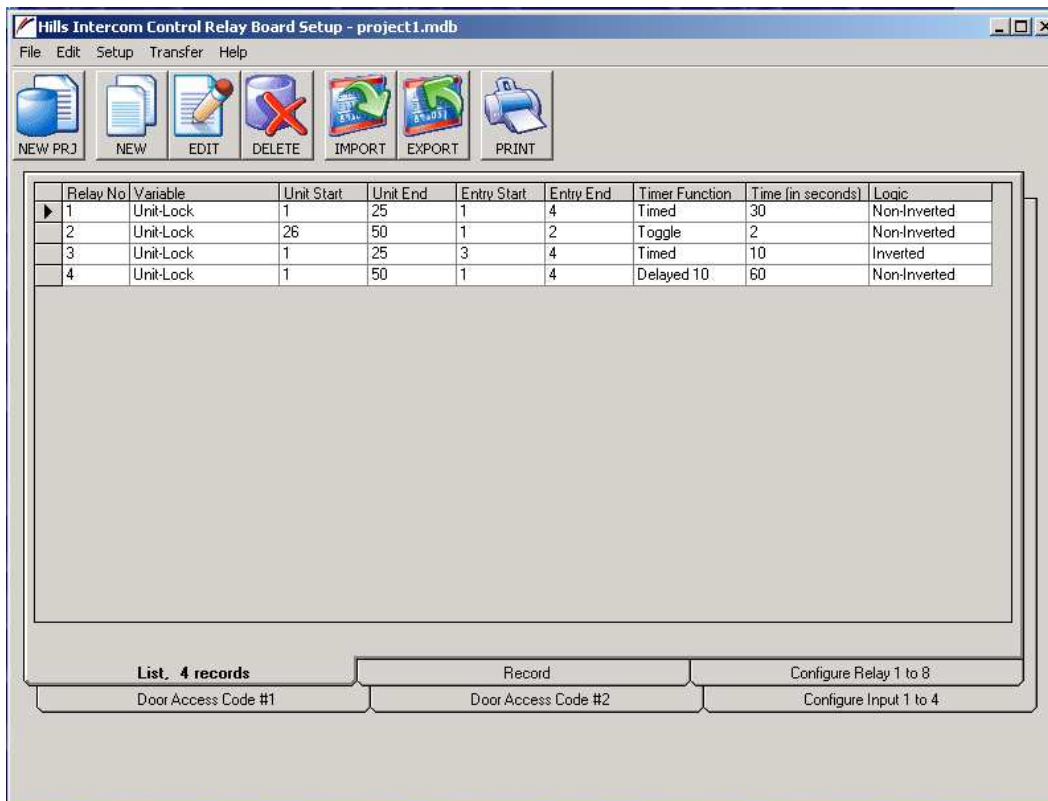 Hills Intercom Control Relay Board Setup - project1.mdb
File Edit Setup Transfer Help
NEW PRJ NEW EDIT DELETE IMPORT EXPORT PRINT
Relay No Variable Unit Start Unit End Entry Start Entry End Timer Function Time (in seconds) Logic
1 Unit-Lock 1 25 1 4 Timed 30 Non-Inverted
2 Unit-Lock 26 50 1 2 Toggle 2 Non-Inverted
3 Unit-Lock 1 25 3 4 Timed 10 Inverted
4 Unit-Lock 1 50 1 4 Delayed 10 60 Non-Inverted
List, 4 records Record Configure Relay 1 to 8
Door Access Code #1 Door Access Code #2 Configure Input 1 to 4